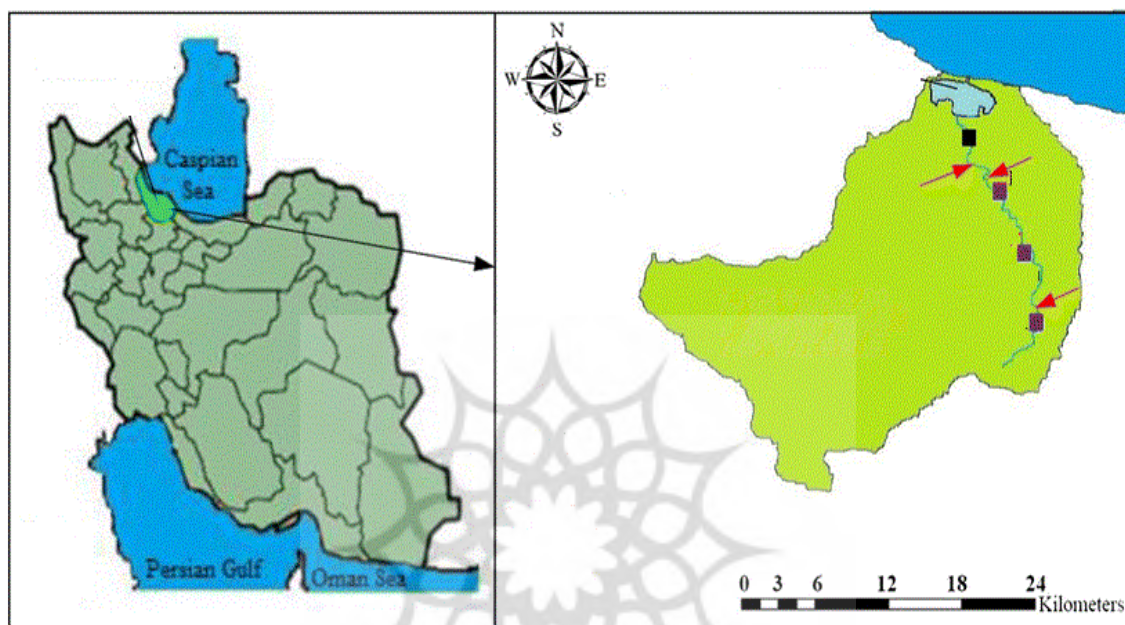 Caspian
Sea
Persian Gulf
Oman Sea
N
W
E
S
0 3 6 12 18 24
Kilometers